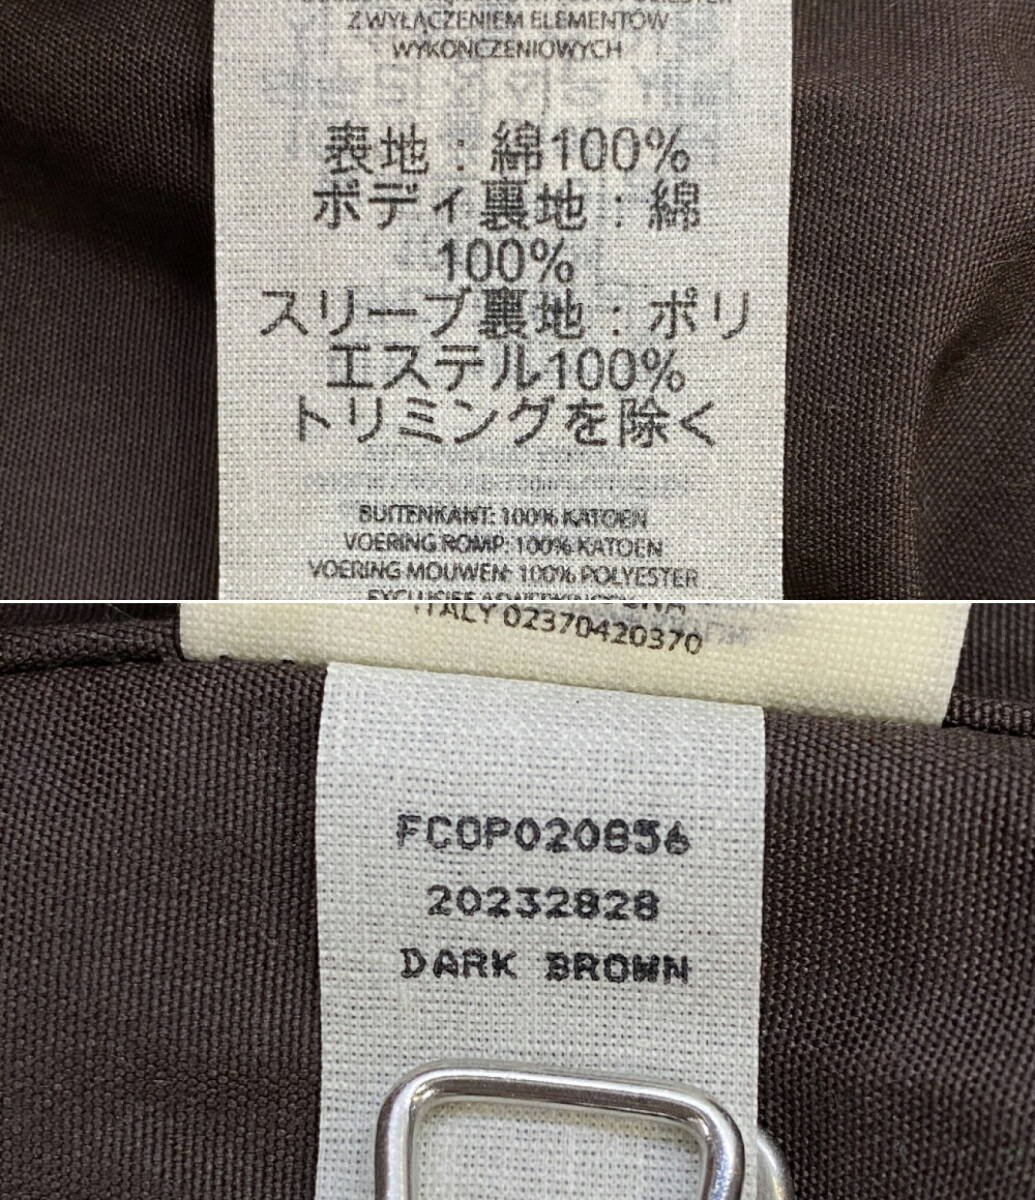 Z WYŁĄCZENIEM ELEMENTÓW
WYKOŃCZENIOWYCH
表地：綿100%
ボディ裏地：綿
100%
スリーブ裏地：ポリ
エステル100%
トリミングを除く
BUITENKANT: 100% KATOEN
VOERING ROMP: 100% KATOEN
VOERING MOUWEN: 100% POLYESTER
ITALY 02370420370
FCOP020856
20232828
DARK BROWN